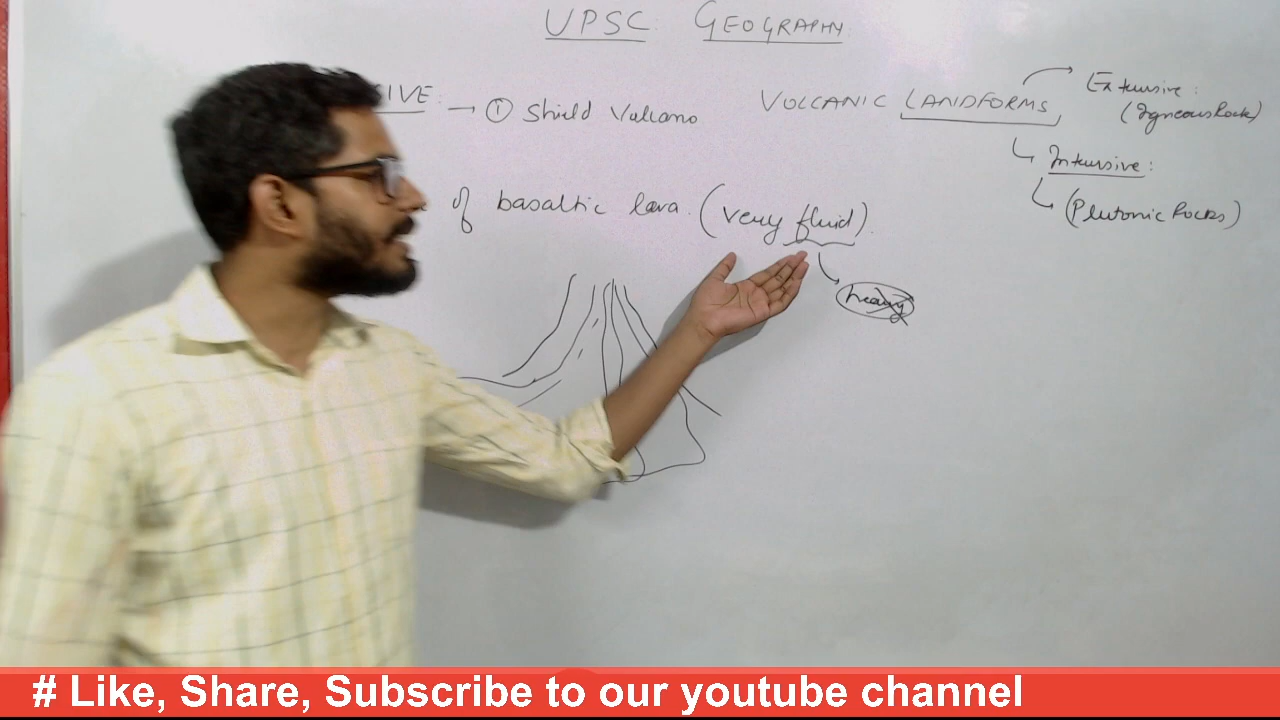 UPSC GEOGRAPHY
SIVE: → ① Shield Vulcano
VOLCANIC LANDFORMS
Extrusive:
(Igneous Rock)
Intrusive:
(Plutonic Rocks)
of basaltic lava. (very fluid).
heavy
# Like, Share, Subscribe to our youtube channel